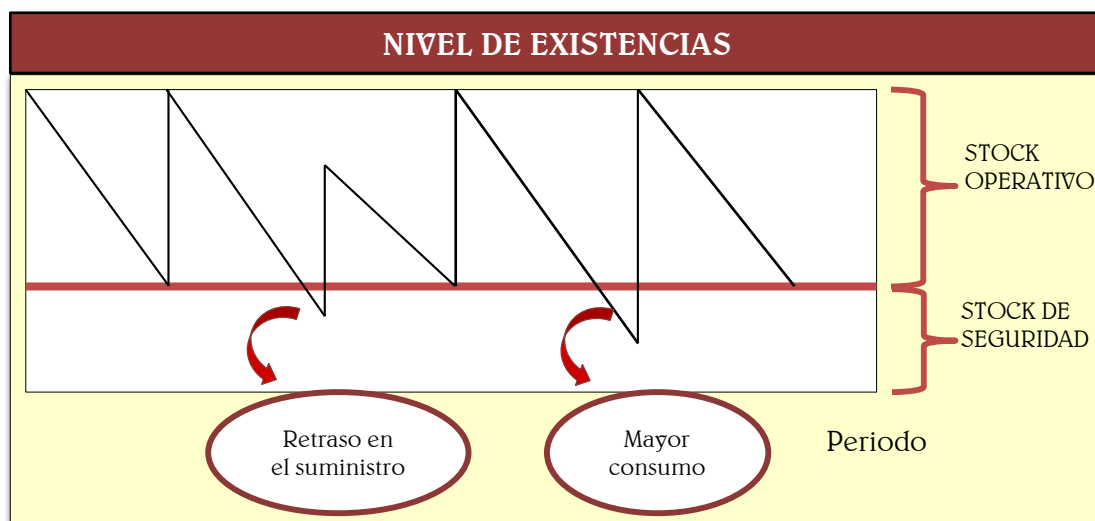 NIVEL DE EXISTENCIAS
STOCK
OPERATIVO
STOCK DE
SEGURIDAD
Retraso en
el suministro
Mayor
consumo
Periodo